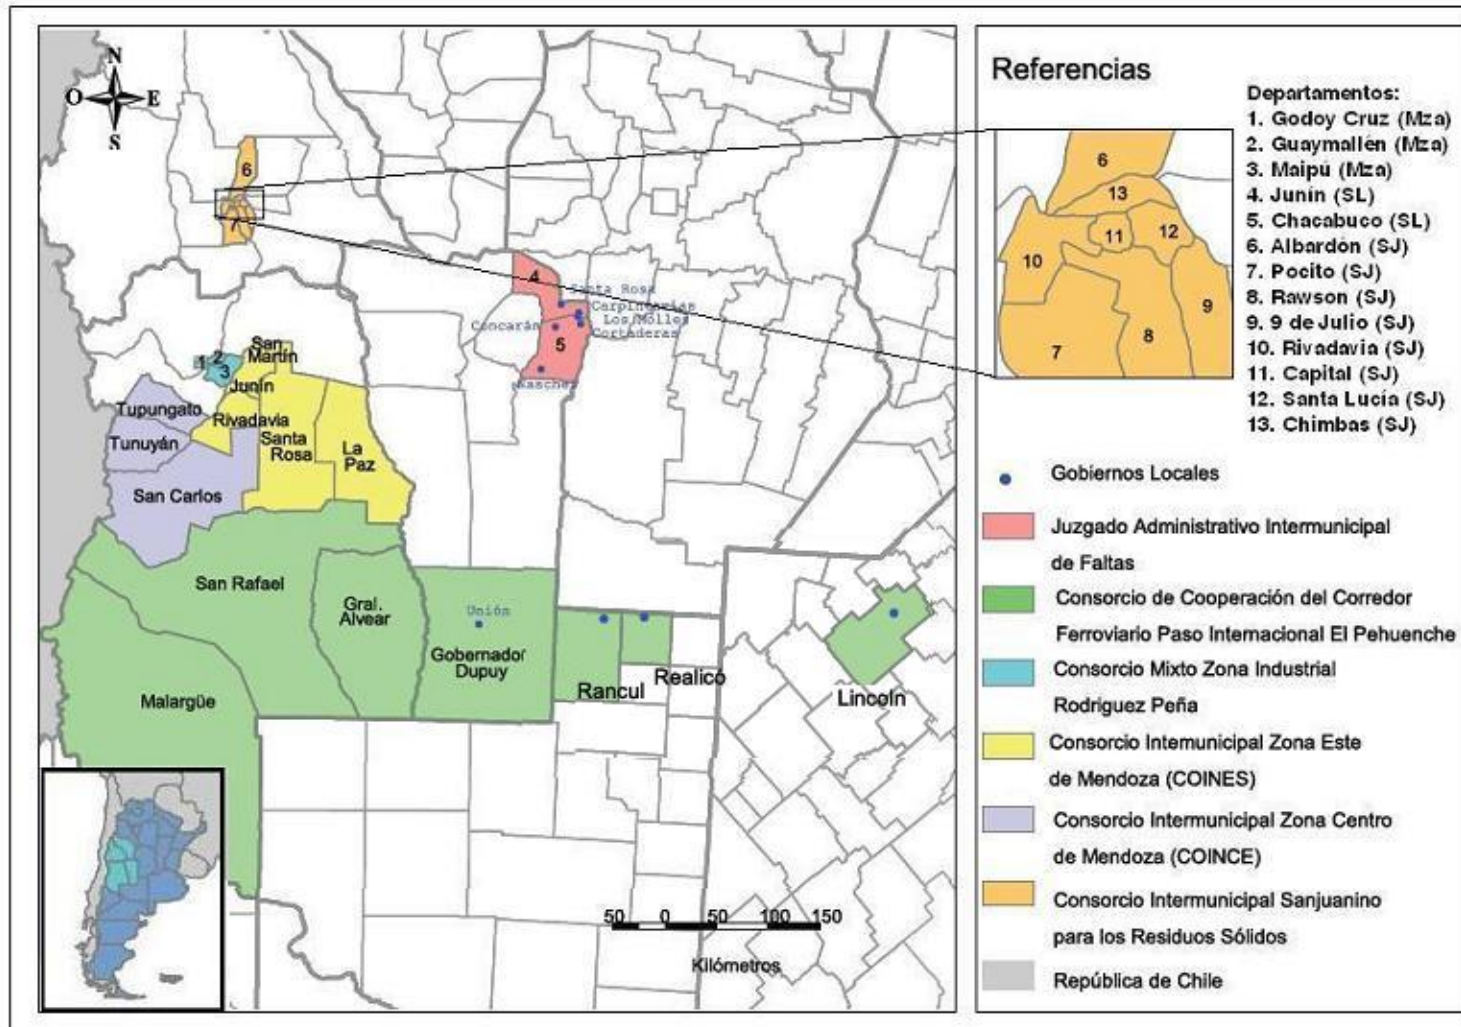 N
O
E
S
6
7
4
Santa Rosa
Carpinterias
Los Molles
Cortaderas
Concarán
5
Naschel
San
Martín
1
2
3
Junín
Tupungato
Rivadavia
Tunuyán
Santa
Rosa
La
Paz
San Carlos
San Rafael
Gral.
Alvear
Unión
Gobernador
Dupuy
Rancul
Realicó
Lincoln
Malargüe
50 0 50 100 150
Kilómetros
Referencias
6
13
11
12
10
9
8
7
Departamentos:
1. Godoy Cruz (Mza)
2. Guaymallén (Mza)
3. Maipú (Mza)
4. Junín (SL)
5. Chacabuco (SL)
6. Albardón (SJ)
7. Pocito (SJ)
8. Rawson (SJ)
9. 9 de Julio (SJ)
10. Rivadavia (SJ)
11. Capital (SJ)
12. Santa Lucía (SJ)
13. Chimbas (SJ)
Gobiernos Locales
Juzgado Administrativo Intermunicipal
de Faltas
Consorcio de Cooperación del Corredor
Ferroviario Paso Internacional El Pehuenche
Consorcio Mixto Zona Industrial
Rodriguez Peña
Consorcio Intemunicipal Zona Este
de Mendoza (COINES)
Consorcio Intermunicipal Zona Centro
de Mendoza (COINCE)
Consorcio Intermunicipal Sanjuanino
para los Residuos Sólidos
República de Chile